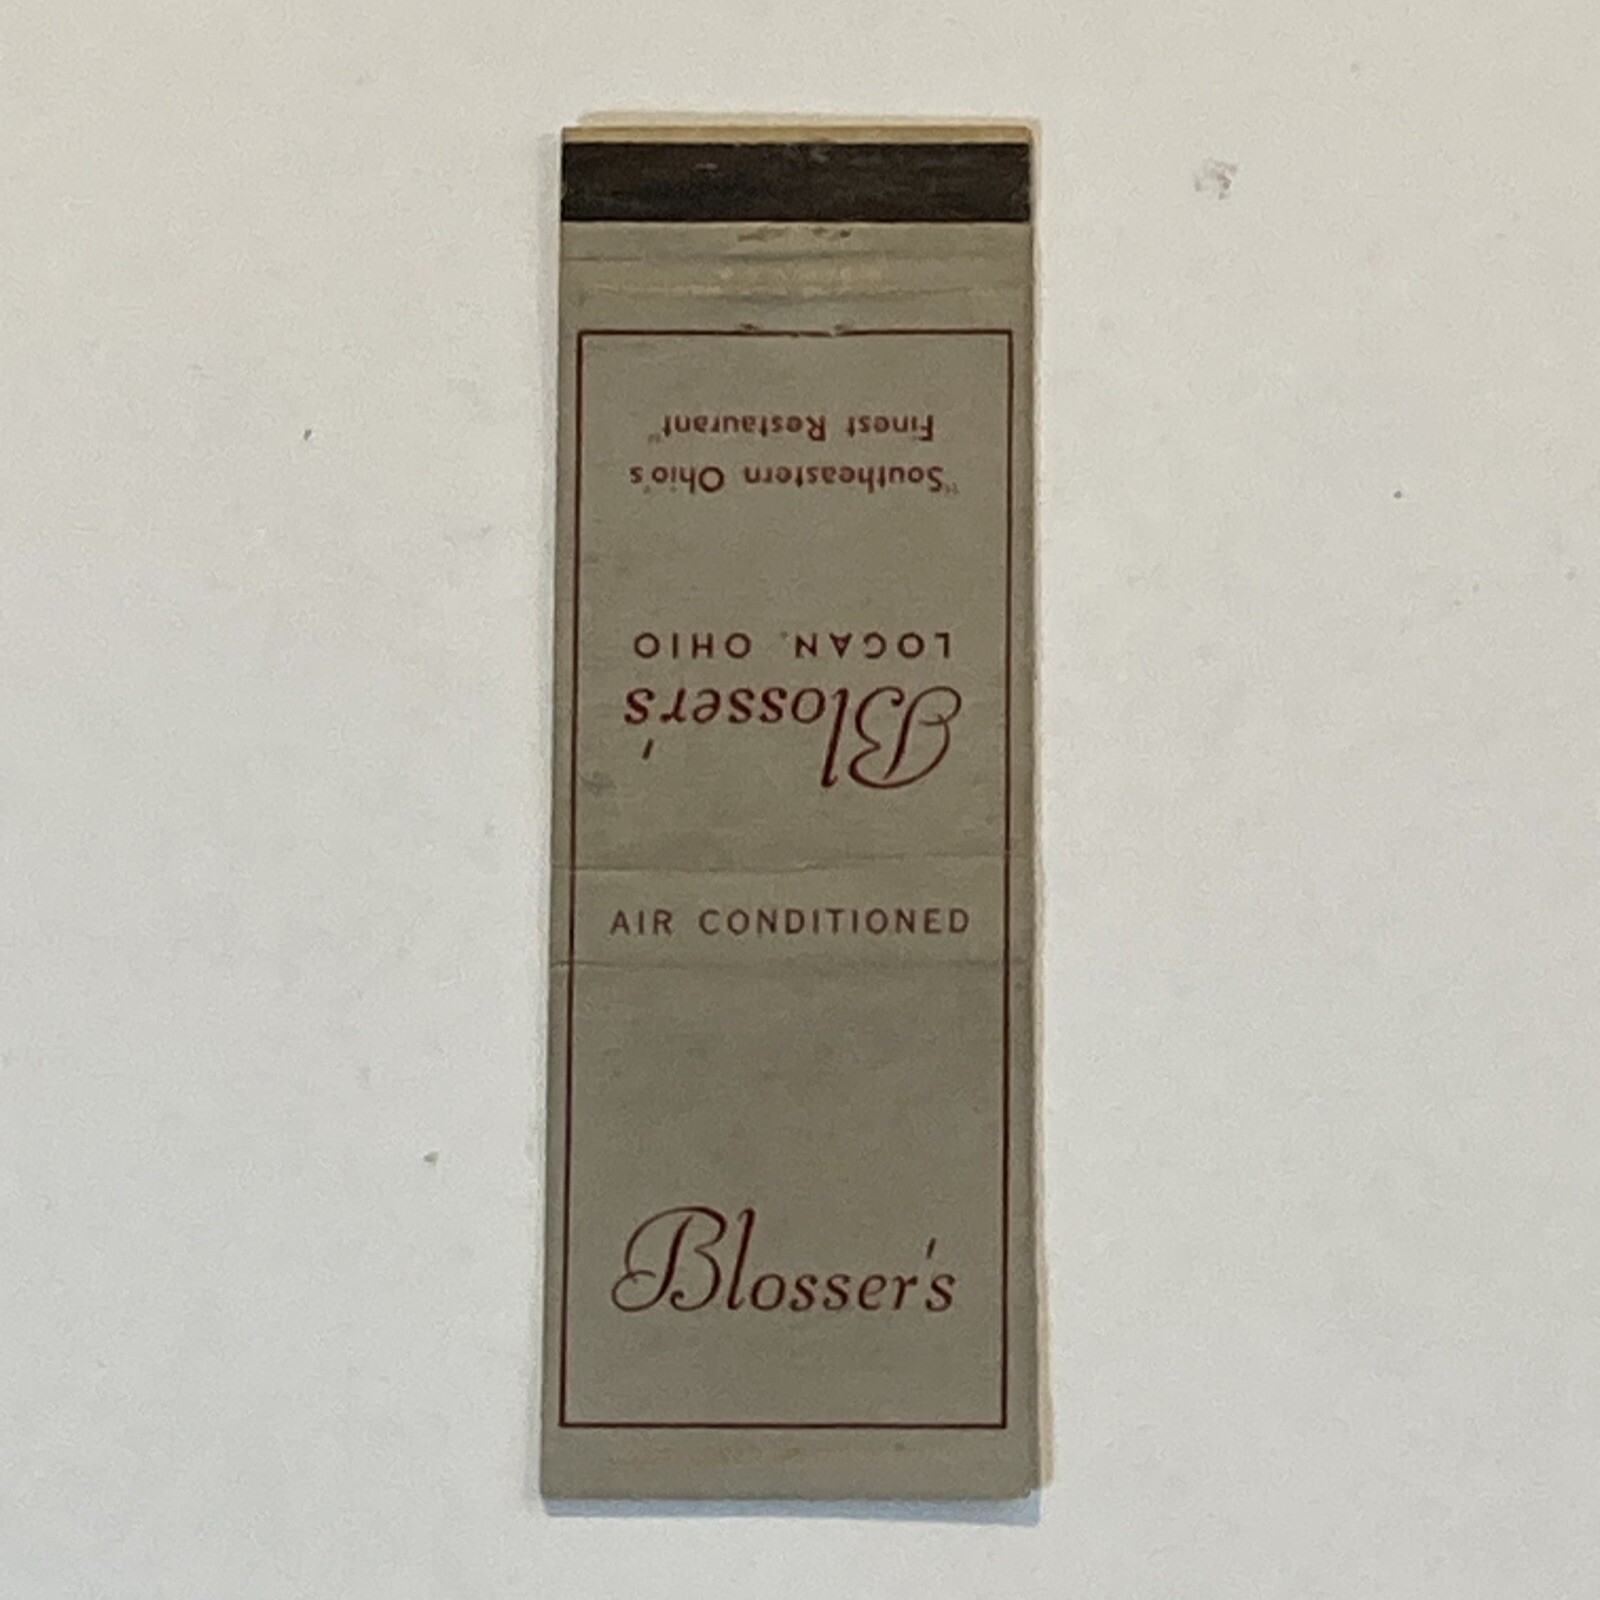 Blosser's
LOGAN, OHIO
"Southeastern Ohio's
Finest Restaurant"
AIR CONDITIONED
Blosser's